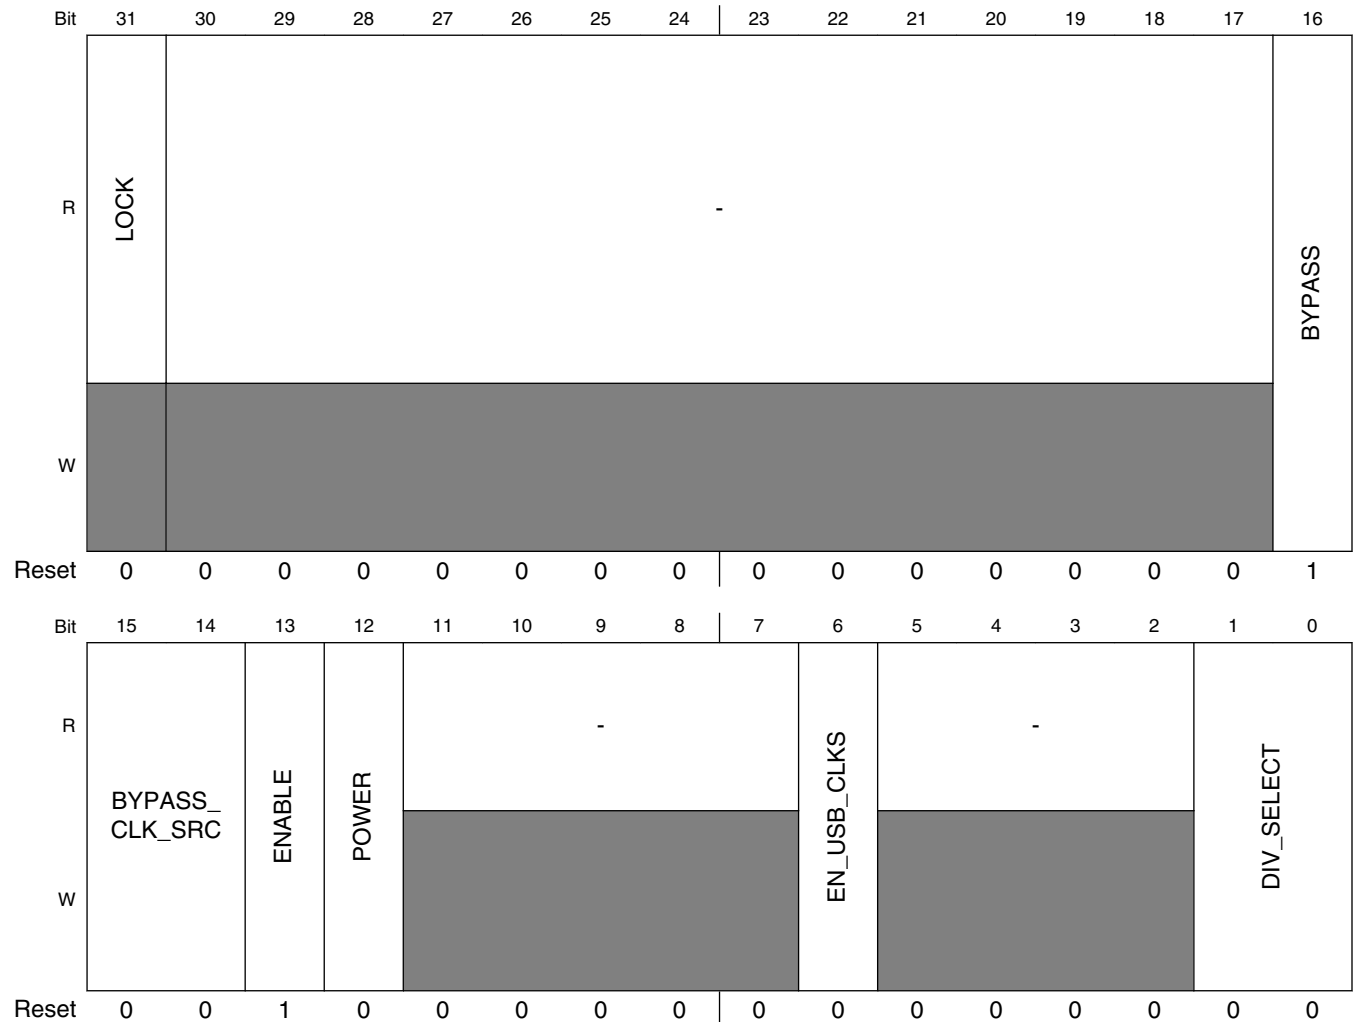 Bit 31 30 29 28 27 26 25 24 23 22 21 20 19 18 17 16
R LOCK - BYPASS
W
Reset 0 0 0 0 0 0 0 0 0 0 0 0 0 0 0 1
Bit 15 14 13 12 11 10 9 8 7 6 5 4 3 2 1 0
R - -
BYPASS_
CLK_SRC
ENABLE
POWER
EN_USB_CLKS
DIV_SELECT
W
Reset 0 0 1 0 0 0 0 0 0 0 0 0 0 0 0 0